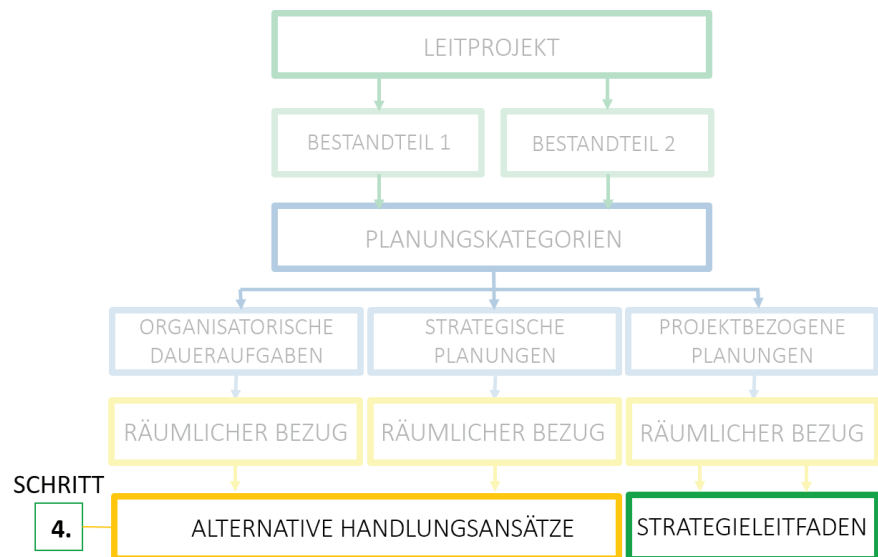 LEITPROJEKT
BESTANDTEIL 1
BESTANDTEIL 2
PLANUNGSKATEGORIEN
ORGANISATORISCHE
DAUERAUFGABEN
STRATEGISCHE
PLANUNGEN
PROJEKTBEZOGENE
PLANUNGEN
RÄUMLICHER BEZUG
RÄUMLICHER BEZUG
RÄUMLICHER BEZUG
SCHRITT
4.
ALTERNATIVE HANDLUNGSANSÄTZE
STRATEGIELEITFADEN